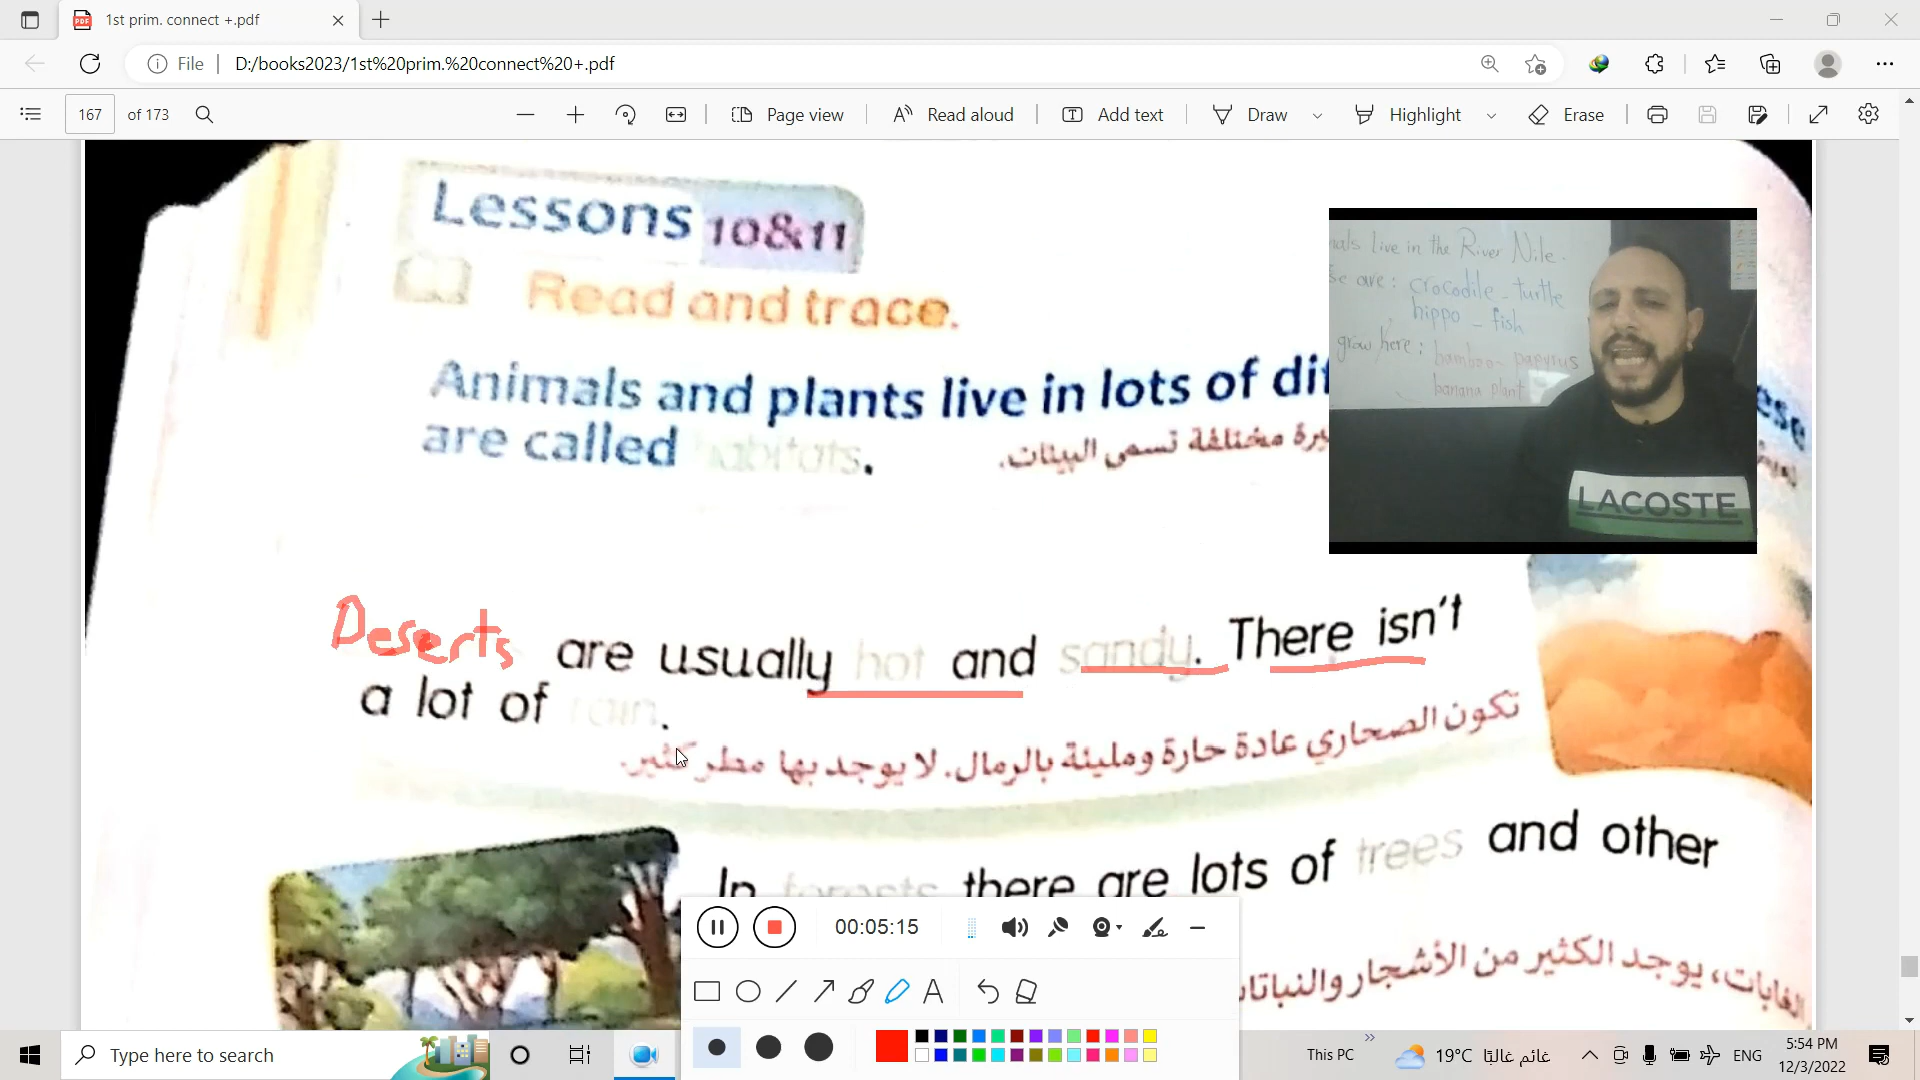 1st prim. connect +.pdf
File
D:/books2023/1st%20prim.%20connect%20+.pdf
167 of 173
Page view
Read aloud
Add text
Draw
Highlight
Erase
Lessons 10&11
Read and trace.
Animals and plants live in lots of
are called habitats.
مختلفة تسمى البيئات.
Deserts are usually hot and sandy. There isn't
a lot of rain.
تكون الصحاري عادة حارة ومليئة بالرمال. لا يوجد بها مطر كثير.
In forests there are lots of trees and other
الغابات، يوجد الكثير من الأشجار
live in the River Nile.
are: crocodile - turtle
hippo - fish
grow here: bamboo - papyrus
banana plant
LACOSTE
00:05:15
A
Type here to search
This PC
19°C غائم غالبًا
ENG
5:54 PM
12/3/2022